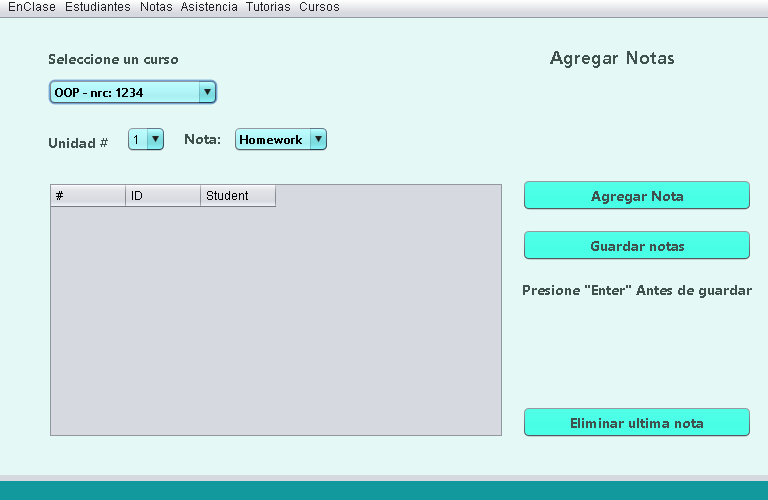 EnClase Estudiantes Notas Asistencia Tutorias Cursos
Seleccione un curso
Agregar Notas
OOP - nrc: 1234
Unidad # 1 Nota: Homework
# ID Student
Agregar Nota
Guardar notas
Presione "Enter" Antes de guardar
Eliminar ultima nota